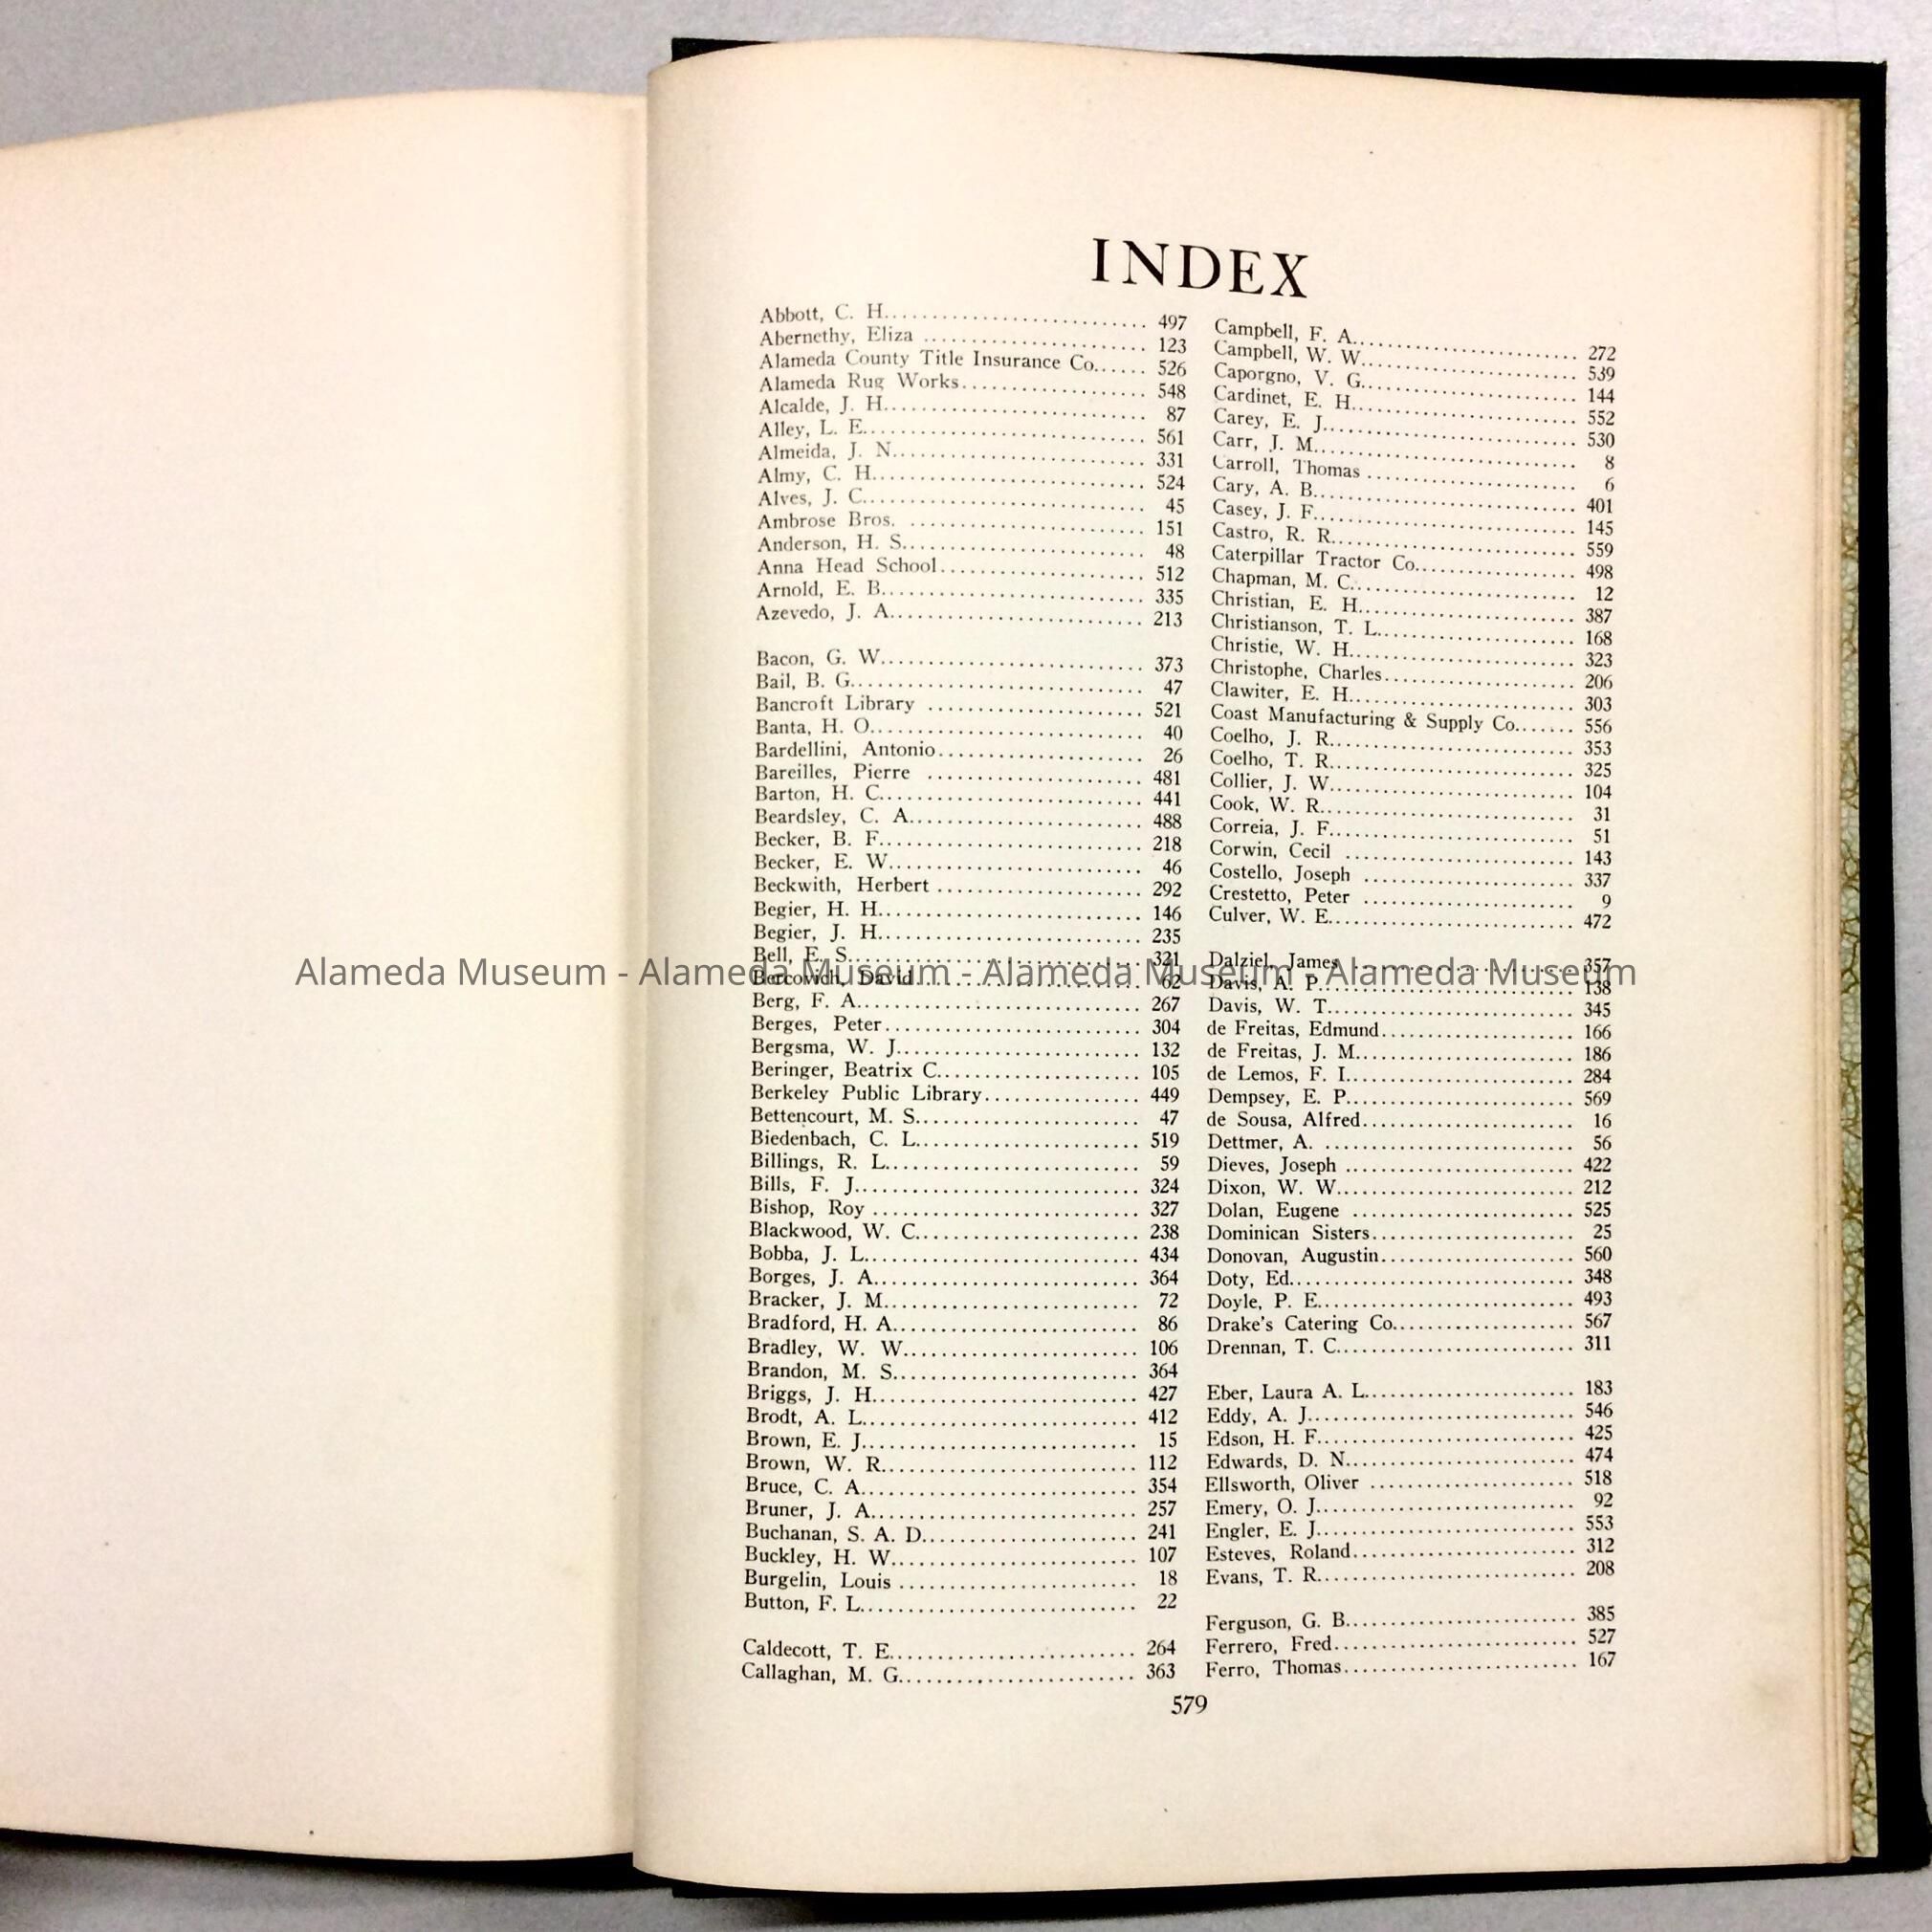 INDEX
Abbott, C. H. 497
Abernethy, Eliza 123
Alameda County Title Insurance Co. 526
Alameda Rug Works 548
Alcalde, J. H. 87
Alley, L. E. 561
Almeida, J. N. 331
Almy, C. H. 524
Alves, J. C. 45
Ambrose Bros. 151
Anderson, H. S. 48
Anna Head School 512
Arnold, E. B. 335
Azevedo, J. A. 213
Bacon, G. W. 373
Bail, B. G. 47
Bancroft Library 521
Banta, H. O. 40
Bardellini, Antonio 26
Bareilles, Pierre 481
Barton, H. C. 441
Beardsley, C. A. 488
Becker, B. F. 218
Becker, E. W. 46
Beckwith, Herbert 292
Begier, H. H. 146
Begier, J. H. 235
Bell, E. S. 321
Bercovich, David 62
Berg, F. A. 267
Berges, Peter 304
Bergsma, W. J. 132
Beringer, Beatrix C. 105
Berkeley Public Library 449
Bettencourt, M. S. 47
Biedenbach, C. L. 519
Billings, R. L. 59
Bills, F. J. 324
Bishop, Roy 327
Blackwood, W. C. 238
Bobba, J. L. 434
Borges, J. A. 364
Bracker, J. M. 72
Bradford, H. A. 86
Bradley, W. W. 106
Brandon, M. S. 364
Briggs, J. H. 427
Brodt, A. L. 412
Brown, E. J. 15
Brown, W. R. 112
Bruce, C. A. 354
Bruner, J. A. 257
Buchanan, S. A. D. 241
Buckley, H. W. 107
Burgelin, Louis 18
Button, F. L. 22
Caldecott, T. E. 264
Callaghan, M. G. 363
Campbell, F. A. 272
Campbell, W. W. 539
Caporgno, V. G. 144
Cardinet, E. H. 552
Carey, E. J. 530
Carr, J. M. 8
Carroll, Thomas 6
Cary, A. B. 401
Casey, J. F. 145
Castro, R. R. 559
Caterpillar Tractor Co. 498
Chapman, M. C. 12
Christian, E. H. 387
Christianson, T. L. 168
Christie, W. H. 323
Christophe, Charles 206
Clawiter, E. H. 303
Coast Manufacturing & Supply Co. 556
Coelho, J. R. 353
Coelho, T. R. 325
Collier, J. W. 104
Cook, W. R. 31
Correia, J. F. 51
Corwin, Cecil 143
Costello, Joseph 337
Crestetto, Peter 9
Culver, W. E. 472
Dalziel, James 357
Davis, A. P. 138
Davis, W. T. 345
de Freitas, Edmund 166
de Freitas, J. M. 186
de Lemos, F. I. 284
Dempsey, E. P. 569
de Sousa, Alfred 16
Dettmer, A. 56
Dieves, Joseph 422
Dixon, W. W. 212
Dolan, Eugene 525
Dominican Sisters 25
Donovan, Augustin 560
Doty, Ed. 348
Doyle, P. E. 493
Drake's Catering Co. 567
Drennan, T. C. 311
Eber, Laura A. L. 183
Eddy, A. J. 546
Edson, H. F. 425
Edwards, D. N. 474
Ellsworth, Oliver 518
Emery, O. J. 92
Engler, E. J. 553
Esteves, Roland 312
Evans, T. R. 208
Ferguson, G. B. 385
Ferrero, Fred 527
Ferro, Thomas 167
579
Alameda Museum - Alameda Museum - Alameda Museum - Alameda Museum